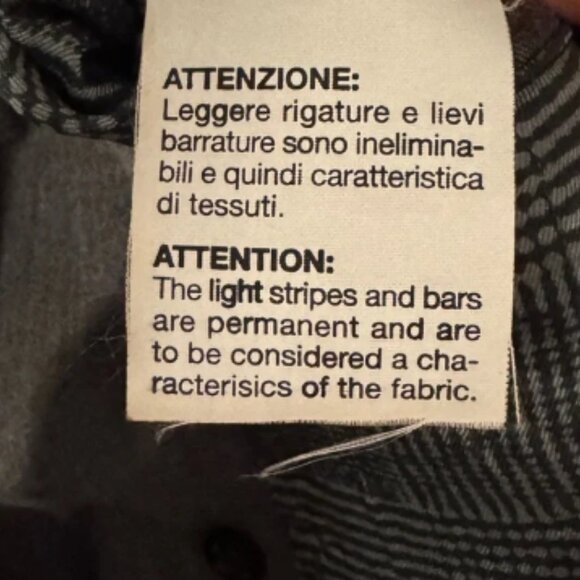 ATTENZIONE:
Leggere rigature e lievi
barrature sono inelimina-
bili e quindi caratteristica
di tessuti.
ATTENTION:
The light stripes and bars
are permanent and are
to be considered a cha-
racterisics of the fabric.